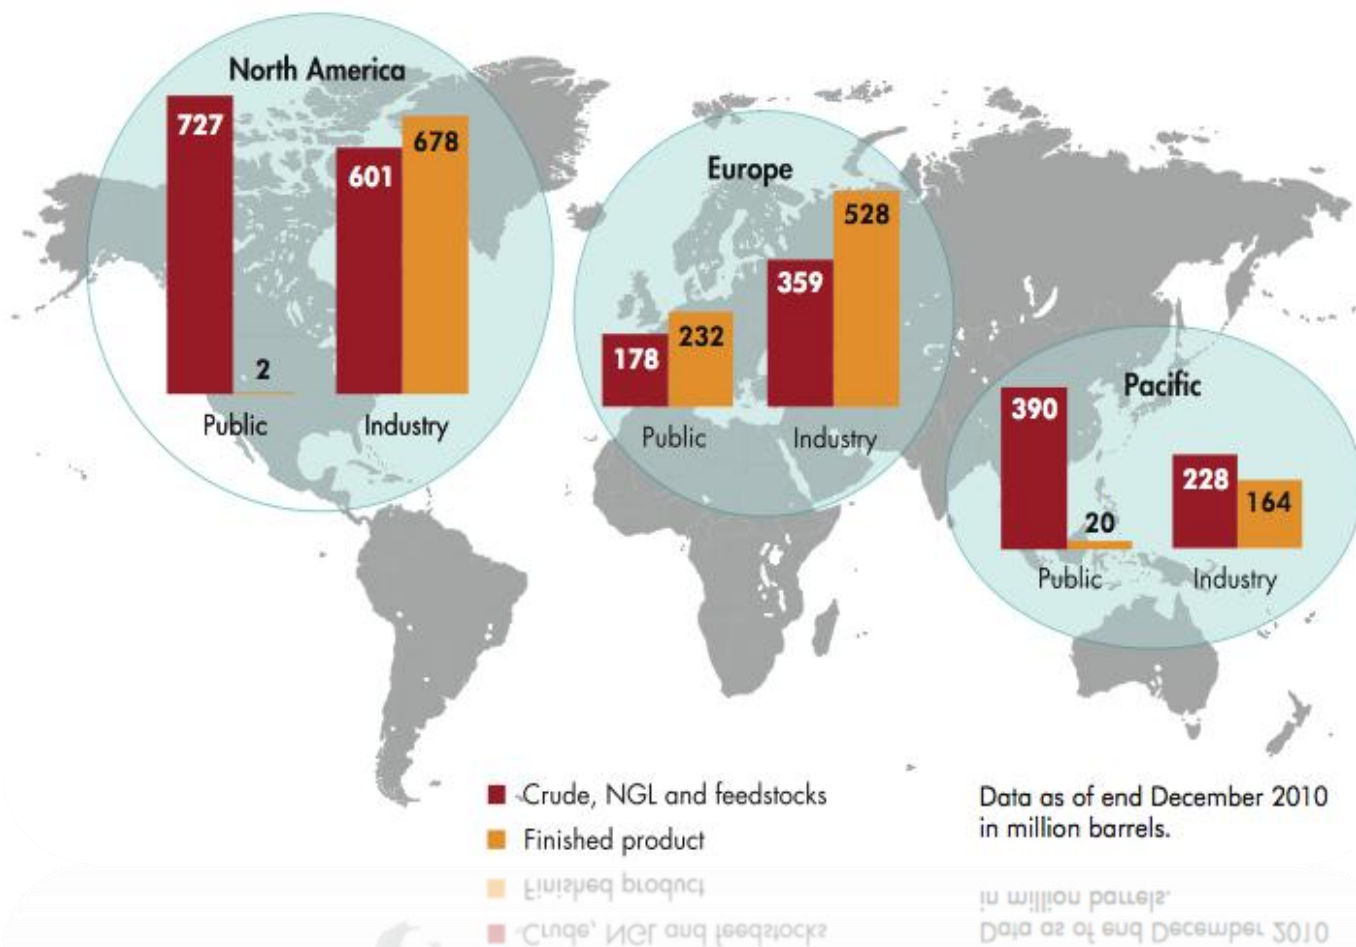 North America
727
2
601
678
Public
Industry
Europe
178
232
359
528
Public
Industry
Pacific
390
20
228
164
Public
Industry
Crude, NGL and feedstocks
Finished product
Data as of end December 2010
in million barrels.